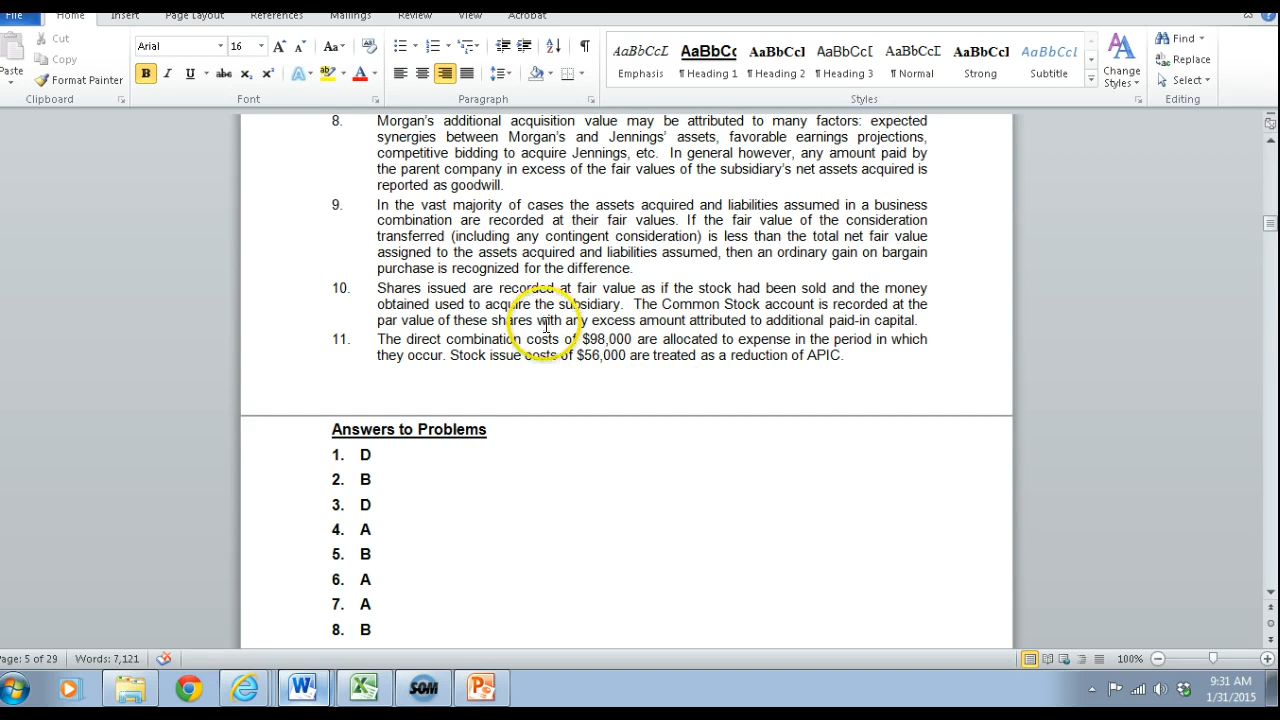 File Home Insert Page Layout References Mailings Review View Acrobat
Cut
Copy
Format Painter
Paste
Arial 16
AaBbCcL AaBbCc AaBbCcI AaBbCcD AaBbCcD AaBbCcI AaBbCcL
Emphasis ¶ Heading 1 ¶ Heading 2 ¶ Heading 3 ¶ Normal Strong Subtitle
Change Styles
Find
Replace
Select
Clipboard Font Paragraph Styles Editing
8. Morgan's additional acquisition value may be attributed to many factors: expected
synergies between Morgan's and Jennings' assets, favorable earnings projections,
competitive bidding to acquire Jennings, etc. In general however, any amount paid by
the parent company in excess of the fair values of the subsidiary's net assets acquired is
reported as goodwill.
9. In the vast majority of cases the assets acquired and liabilities assumed in a business
combination are recorded at their fair values. If the fair value of the consideration
transferred (including any contingent consideration) is less than the total net fair value
assigned to the assets acquired and liabilities assumed, then an ordinary gain on bargain
purchase is recognized for the difference.
10. Shares issued are recorded at fair value as if the stock had been sold and the money
obtained used to acquire the subsidiary. The Common Stock account is recorded at the
par value of these shares with any excess amount attributed to additional paid-in capital.
11. The direct combination costs of $98,000 are allocated to expense in the period in which
they occur. Stock issue costs of $56,000 are treated as a reduction of APIC.
Answers to Problems
1. D
2. B
3. D
4. A
5. B
6. A
7. A
8. B
Page: 5 of 29 Words: 7,121 100%
SOM
9:31 AM
1/31/2015